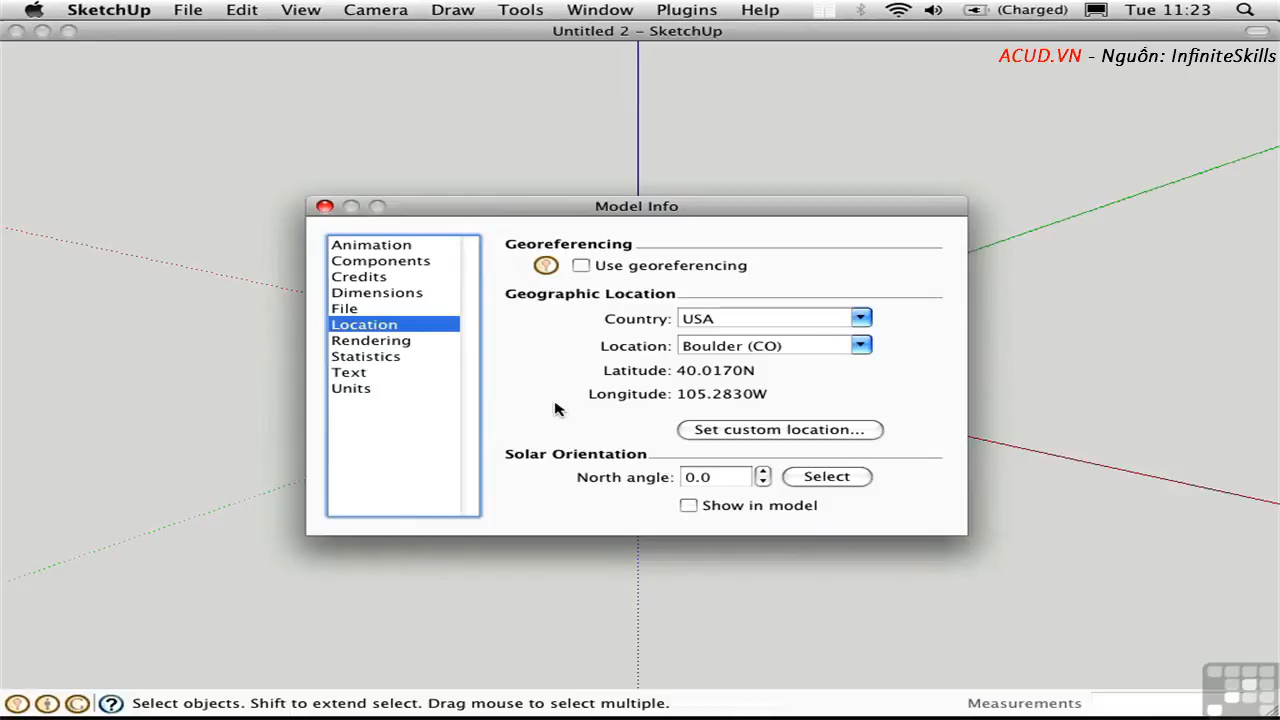 SketchUp File Edit View Camera Draw Tools Window Plugins Help (Charged) Tue 11:23
Untitled 2 – SketchUp
ACUD.VN - Nguồn: InfiniteSkills
Model Info
Animation
Components
Credits
Dimensions
File
Location
Rendering
Statistics
Text
Units
Georeferencing
Use georeferencing
Geographic Location
Country: USA
Location: Boulder (CO)
Latitude: 40.0170N
Longitude: 105.2830W
Set custom location...
Solar Orientation
North angle: 0.0 Select
Show in model
Select objects. Shift to extend select. Drag mouse to select multiple.
Measurements